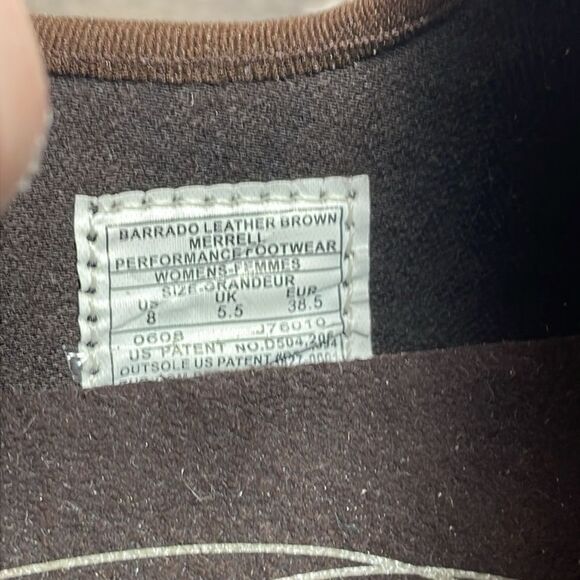 BARRADO LEATHER BROWN
MERRELL
PERFORMANCE FOOTWEAR
WOMENS-FEMMES
SIZE-GRANDEUR
US UK EUR
8 5.5 38.5
0608 J76010
US PATENT NO.D504,
OUTSOLE US PATENT